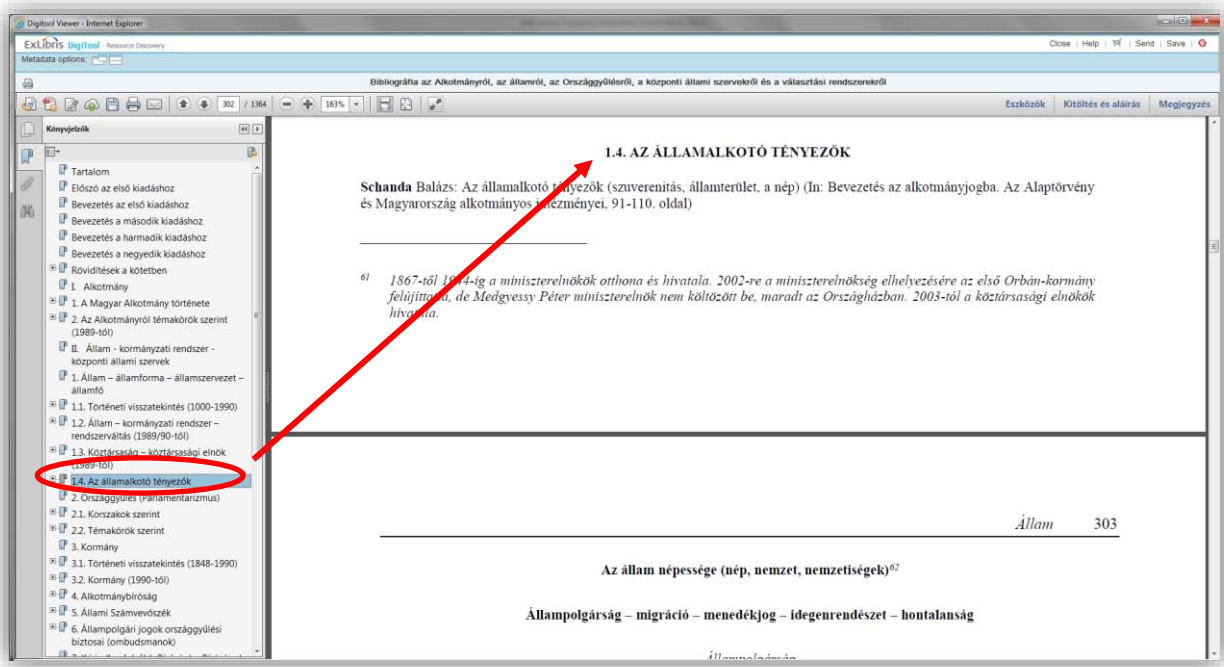 Digitool Viewer - Internet Explorer
ExLibris DigiTool - Resource Discovery
Close | Help | Send | Save
Metadata options:
Bibliográfia az Alkotmányról, az államról, az Országgyűlésről, a központi állami szervekről és a választási rendszerekről
302 / 1364 163%
Eszközök Kitöltés és aláírás Megjegyzés
Könyvjelzők
Tartalom
Előszó az első kiadáshoz
Bevezetés az első kiadáshoz
Bevezetés a második kiadáshoz
Bevezetés a harmadik kiadáshoz
Bevezetés a negyedik kiadáshoz
Rövidítések a kötetben
I. Alkotmány
1. A Magyar Alkotmány története
2. Az Alkotmányról témakörök szerint
(1989-től)
II. Állam - kormányzati rendszer -
központi állami szervek
1. Állam – államforma – államszervezet –
államfő
1.1. Történeti visszatekintés (1000-1990)
1.2. Állam – kormányzati rendszer –
rendszerváltás (1989/90-től)
1.3. Köztársaság – köztársasági elnök
(1989-től)
1.4. Az államalkotó tényezők
2. Országgyűlés (Parlamentarizmus)
2.1. Korszakok szerint
2.2. Témakörök szerint
3. Kormány
3.1. Történeti visszatekintés (1848-1990)
3.2. Kormány (1990-től)
4. Alkotmánybíróság
5. Állami Számvevőszék
6. Állampolgári jogok országgyűlési
biztosai (ombudsmanok)
1.4. AZ ÁLLAMALKOTÓ TÉNYEZŐK
Schanda Balázs: Az államalkotó tényezők (szuverenitás, államterület, a nép) (In: Bevezetés az alkotmányjogba. Az Alaptörvény
és Magyarország alkotmányos intézményei, 91-110. oldal)
61 1867-től 1944-ig a miniszterelnökök otthona és hivatala. 2002-re a miniszterelnökség elhelyezésére az első Orbán-kormány
felújíttatta, de Medgyessy Péter miniszterelnök nem költözött be, maradt az Országházban. 2003-tól a köztársasági elnökök
hivatala.
Állam 303
Az állam népessége (nép, nemzet, nemzetiségek)62
Állampolgárság – migráció – menedékjog – idegenrendészet – hontalanság
Állampolgárság